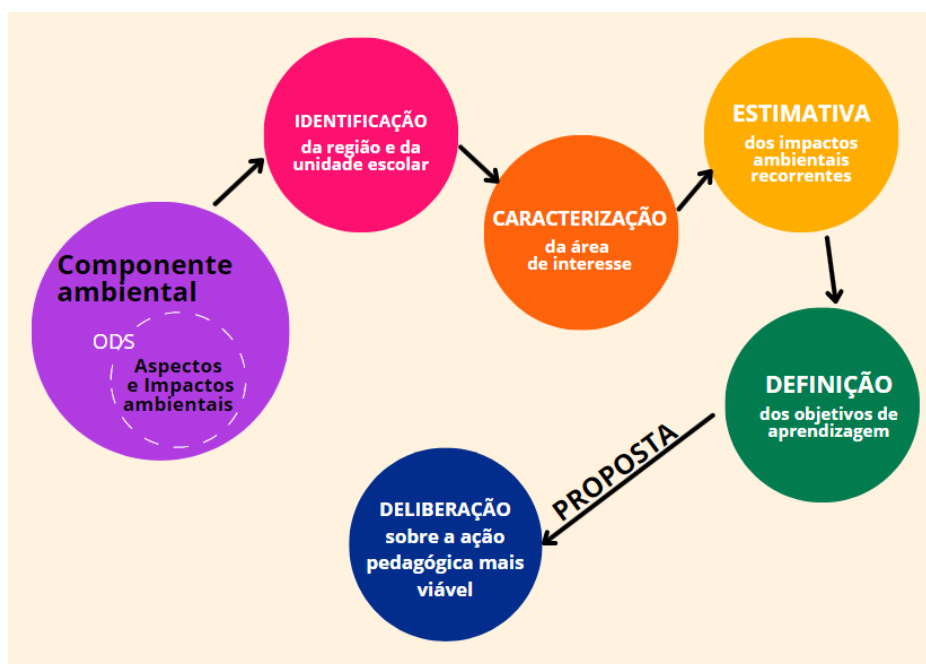 Componente
ambiental
ODS
Aspectos
e Impactos
ambientais
IDENTIFICAÇÃO
da região e da
unidade escolar
CARACTERIZAÇÃO
da área
de interesse
ESTIMATIVA
dos impactos
ambientais
recorrentes
DEFINIÇÃO
dos objetivos de
aprendizagem
PROPOSTA
DELIBERAÇÃO
sobre a ação
pedagógica mais
viável